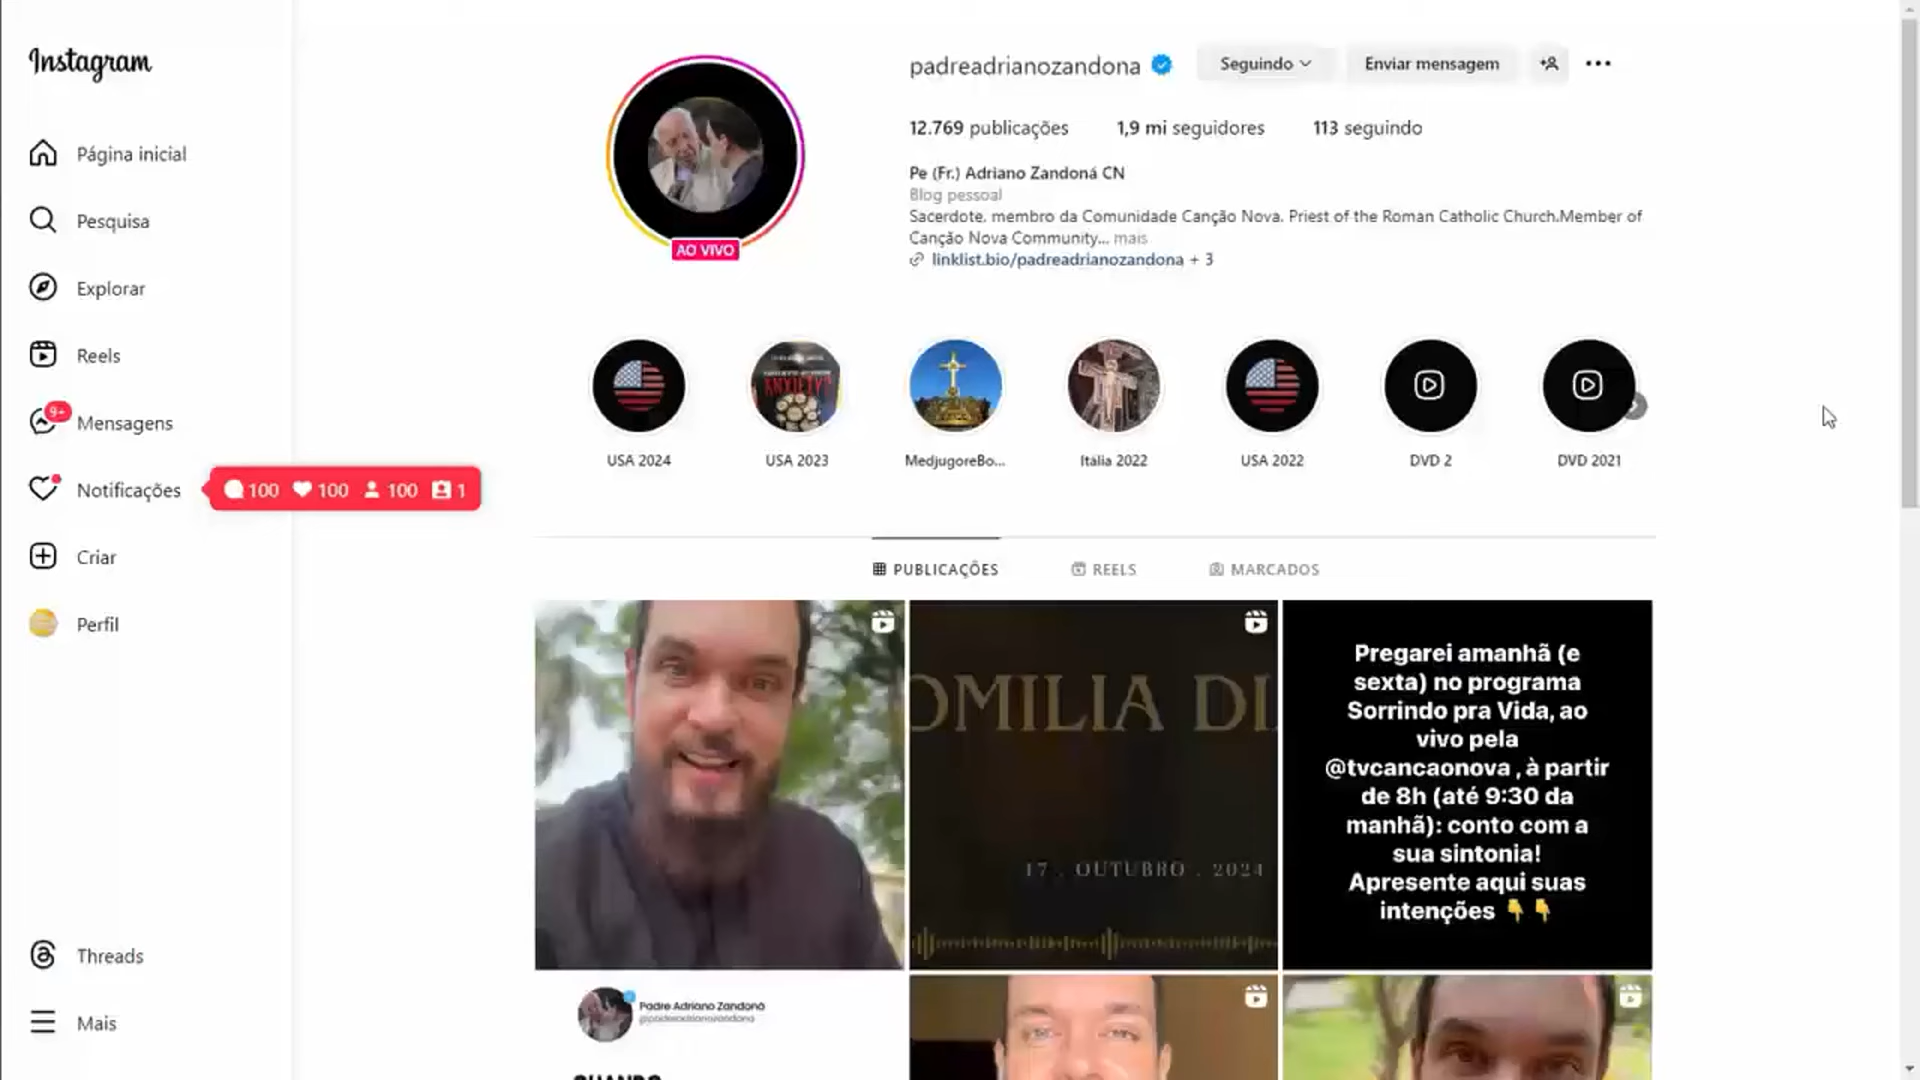 Instagram
Página inicial
Pesquisa
Explorar
Reels
9+
Mensagens
Notificações
100 100 100 1
Criar
Perfil
Threads
Mais
padreadrianozandona
Seguindo
Enviar mensagem
12.769 publicações 1,9 mi seguidores 113 seguindo
Pe (Fr.) Adriano Zandoná CN
Blog pessoal
Sacerdote, membro da Comunidade Canção Nova. Priest of the Roman Catholic Church.Member of
Canção Nova Community... mais
linklist.bio/padreadrianozandona + 3
AO VIVO
ANXIETY
USA 2024
USA 2023
MedjugoreBo...
Itália 2022
USA 2022
DVD 2
DVD 2021
PUBLICAÇÕES
REELS
MARCADOS
OMILIA DI
17 . OUTUBRO . 2024
Pregarei amanhã (e
sexta) no programa
Sorrindo pra Vida, ao
vivo pela
@tvcancaonova , à partir
de 8h (até 9:30 da
manhã): conto com a
sua sintonia!
Apresente aqui suas
intenções 👇👇
Padre Adriano Zandoná
@padreadrianozandona
QUANDO